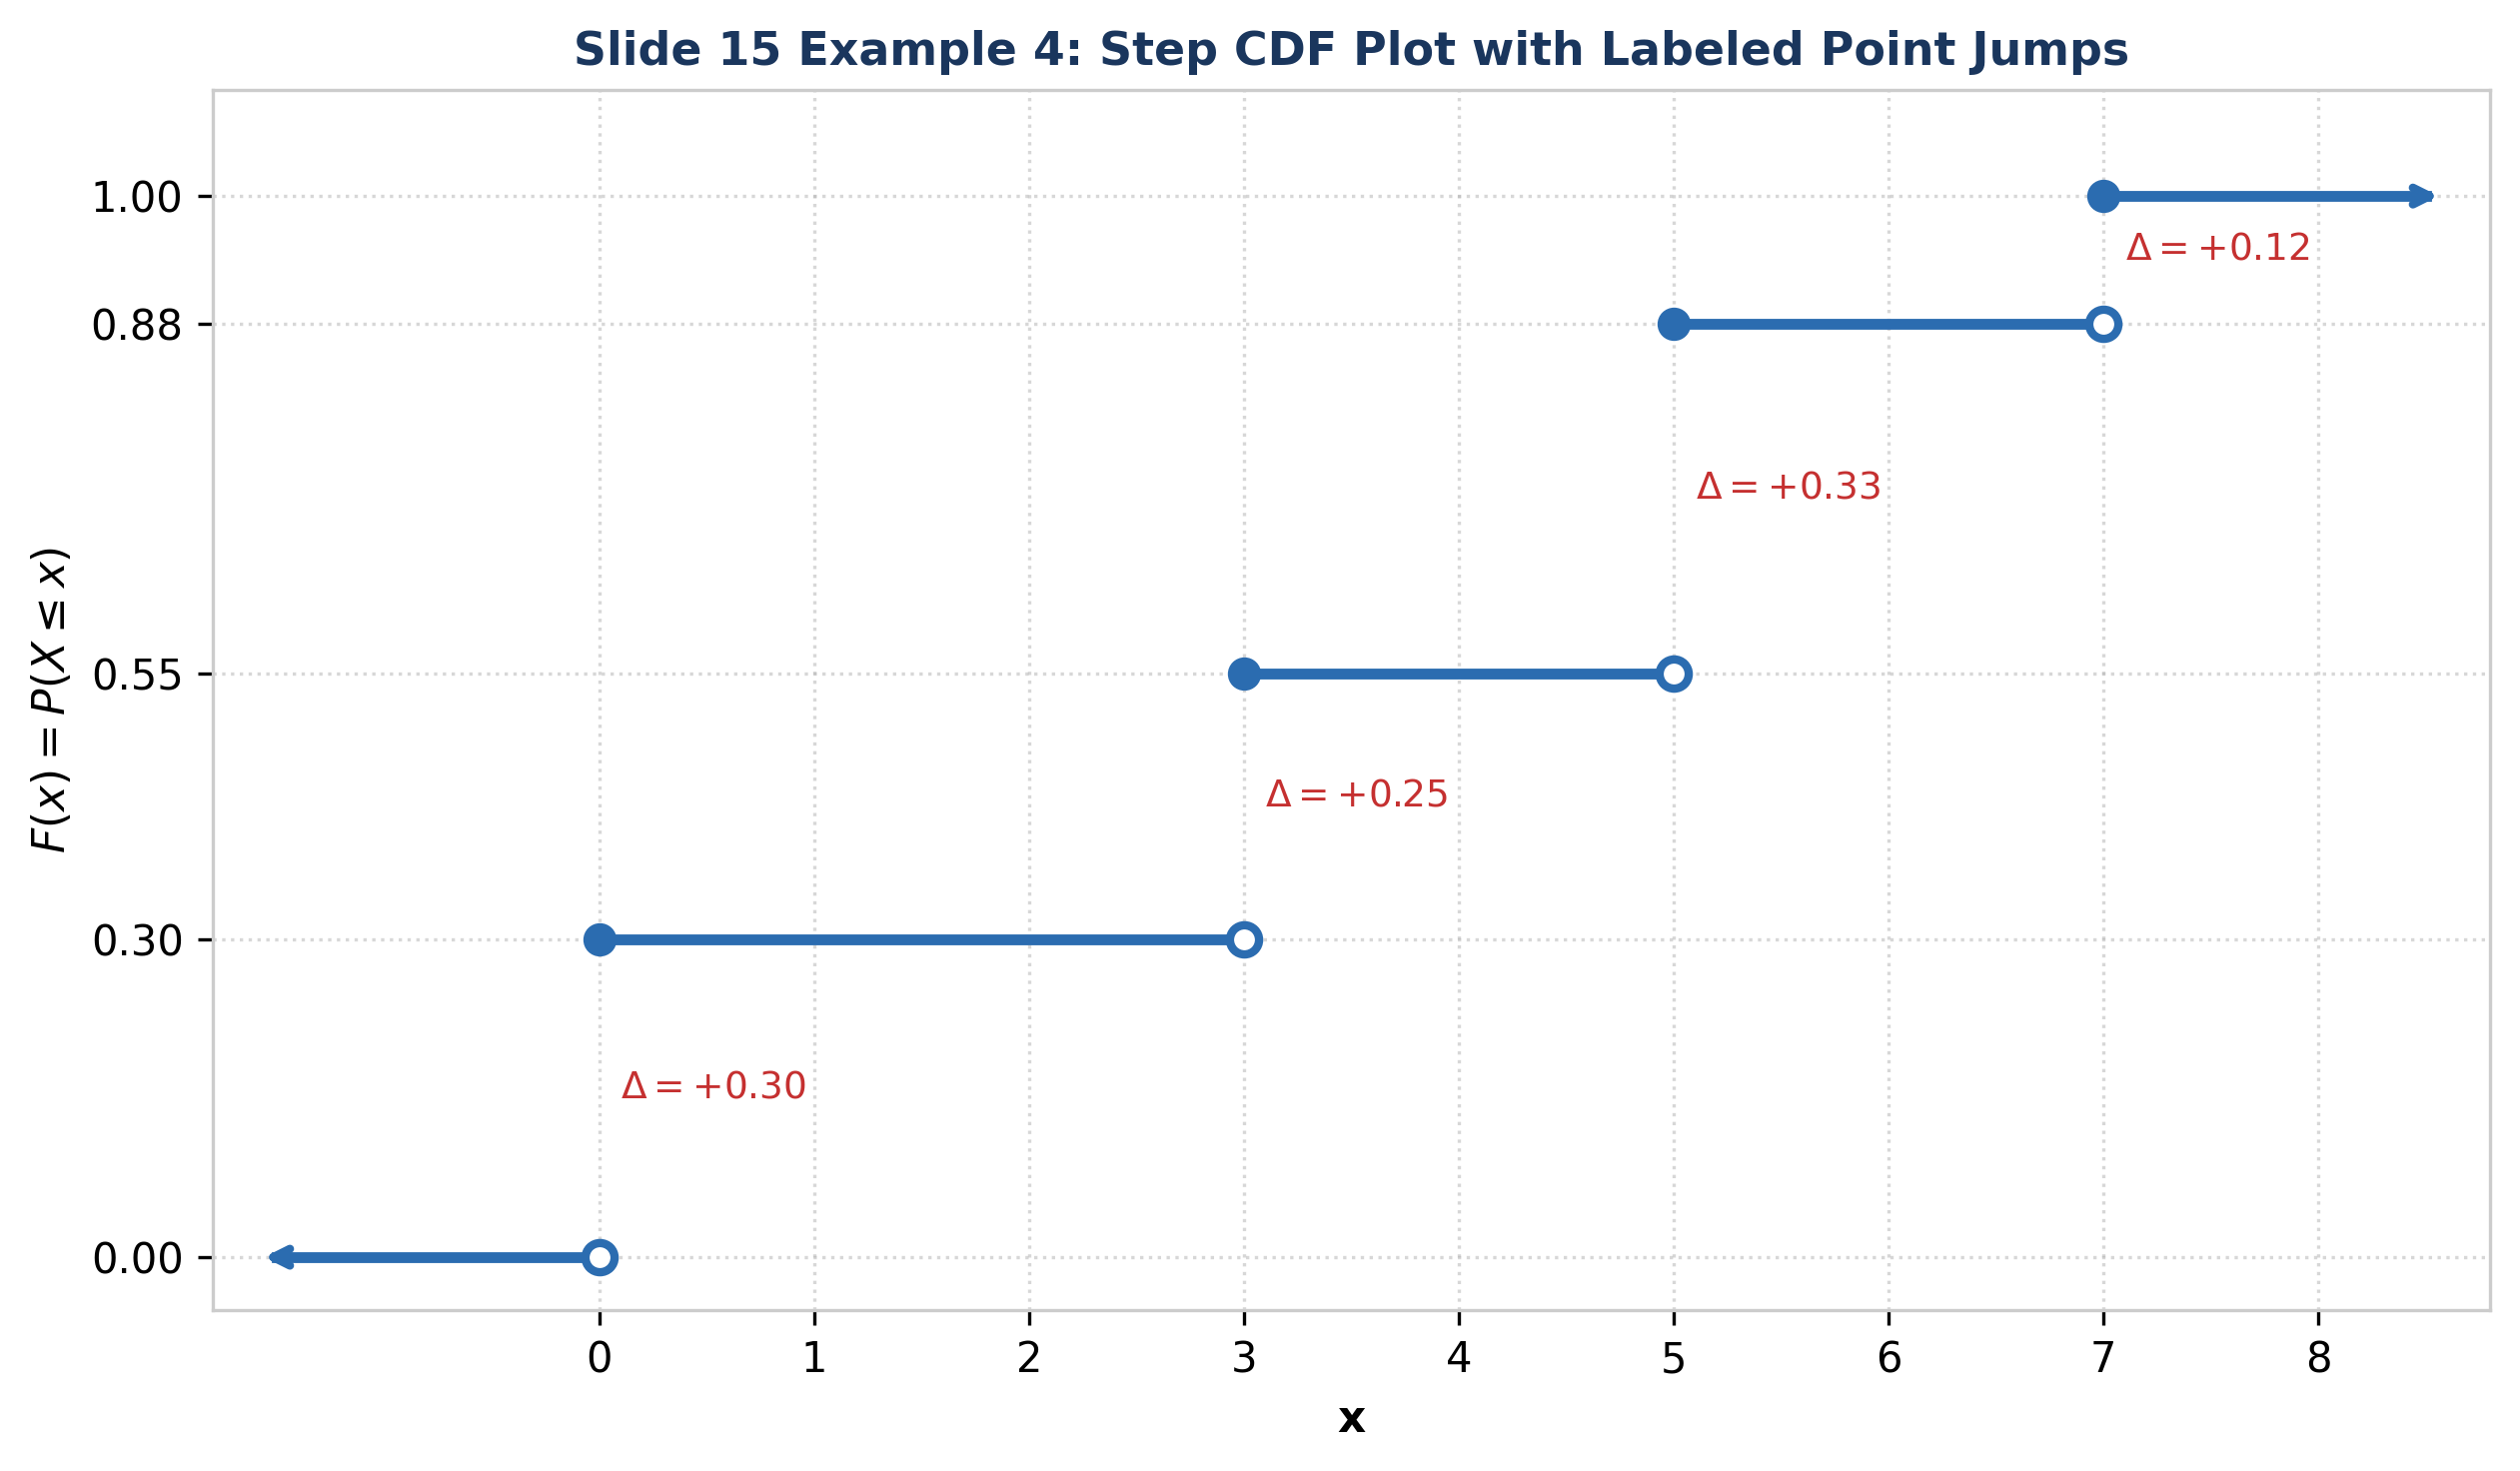 Slide 15 Example 4: Step CDF Plot with Labeled Point Jumps
F(x) = P(X ≤ x)
1.00
Δ = +0.12
0.88
Δ = +0.33
0.55
Δ = +0.25
0.30
Δ = +0.30
0.00
0 1 2 3 4 5 6 7 8
x